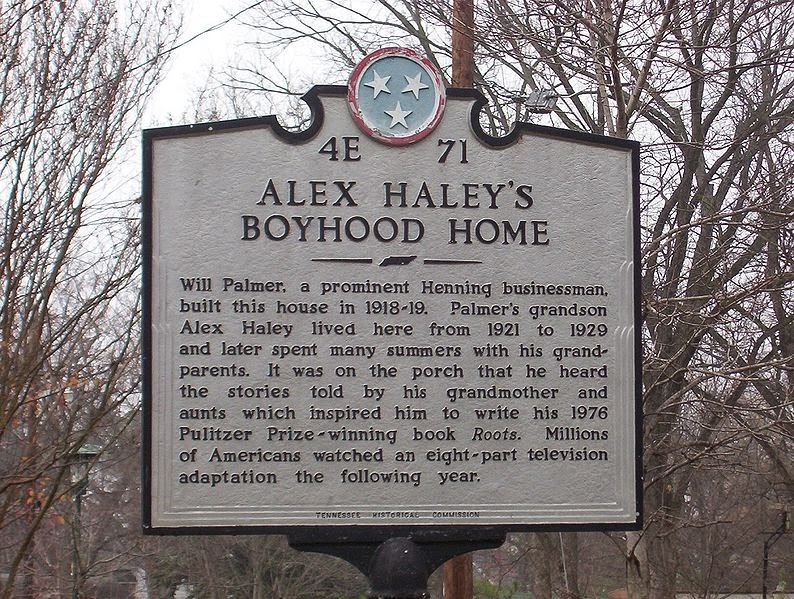 4E 71
ALEX HALEY'S
BOYHOOD HOME
Will Palmer, a prominent Henning businessman,
built this house in 1918-19. Palmer's grandson
Alex Haley lived here from 1921 to 1929
and later spent many summers with his grand-
parents. It was on the porch that he heard
the stories told by his grandmother and
aunts which inspired him to write his 1976
Pulitzer Prize-winning book Roots. Millions
of Americans watched an eight-part television
adaptation the following year.
TENNESSEE HISTORICAL COMMISSION